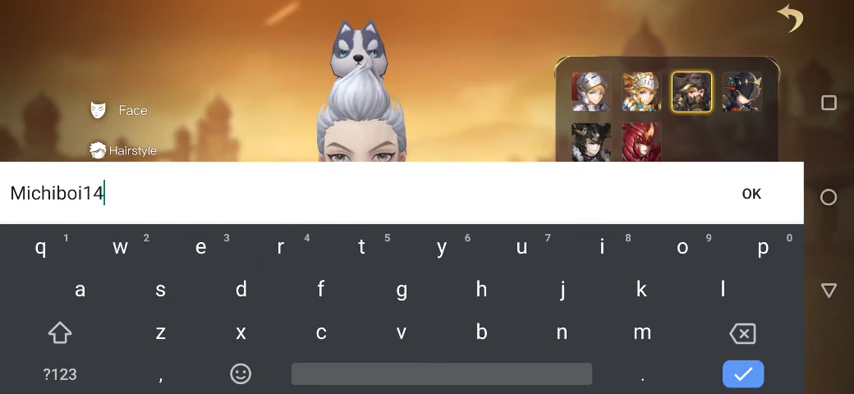 Face
Hairstyle
Michiboi14
OK
q 1 w 2 e 3 r 4 t 5 y 6 u 7 i 8 o 9 p 0
a s d f g h j k l
z x c v b n m
?123 , .